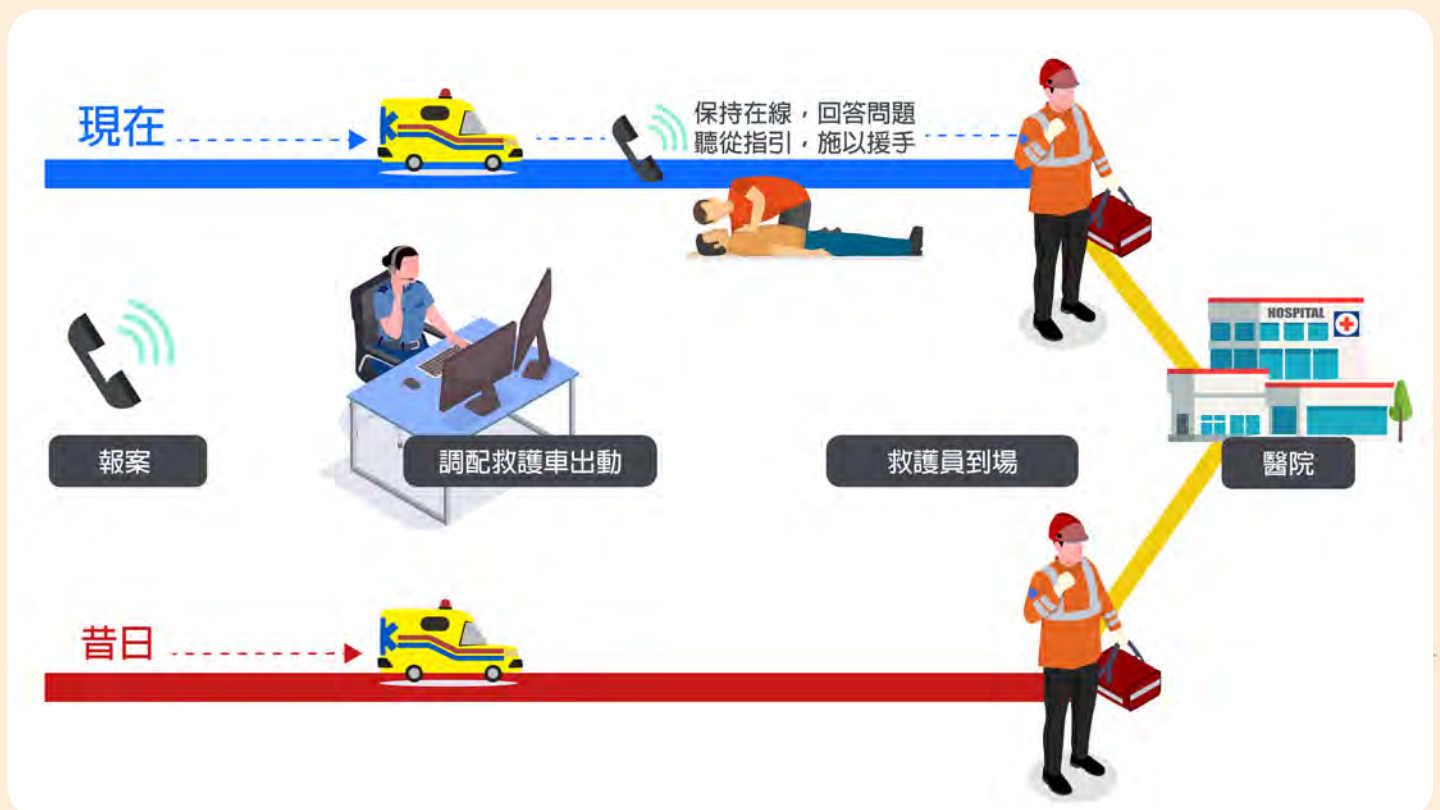 現在
保持在線，回答問題
聽從指引，施以援手
HOSPITAL
報案
調配救護車出動
救護員到場
醫院
昔日